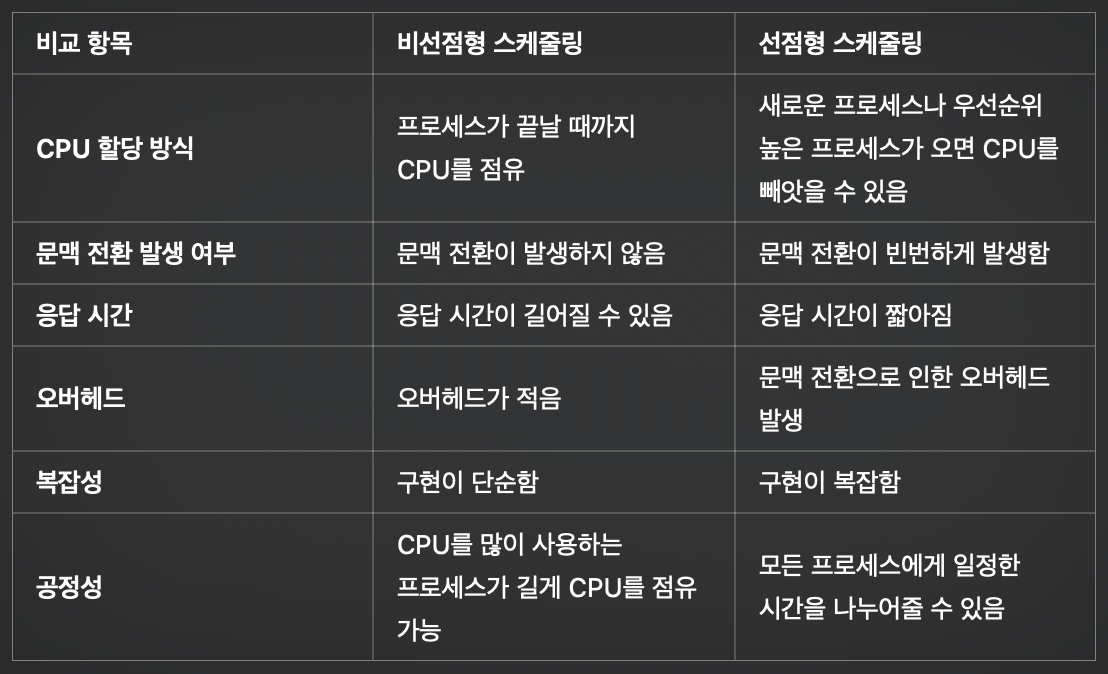 비교 항목
비선점형 스케줄링
선점형 스케줄링
CPU 할당 방식
프로세스가 끝날 때까지
CPU를 점유
새로운 프로세스나 우선순위
높은 프로세스가 오면 CPU를
빼앗을 수 있음
문맥 전환 발생 여부
문맥 전환이 발생하지 않음
문맥 전환이 빈번하게 발생함
응답 시간
응답 시간이 길어질 수 있음
응답 시간이 짧아짐
오버헤드
오버헤드가 적음
문맥 전환으로 인한 오버헤드
발생
복잡성
구현이 단순함
구현이 복잡함
공정성
CPU를 많이 사용하는
프로세스가 길게 CPU를 점유
가능
모든 프로세스에게 일정한
시간을 나누어줄 수 있음